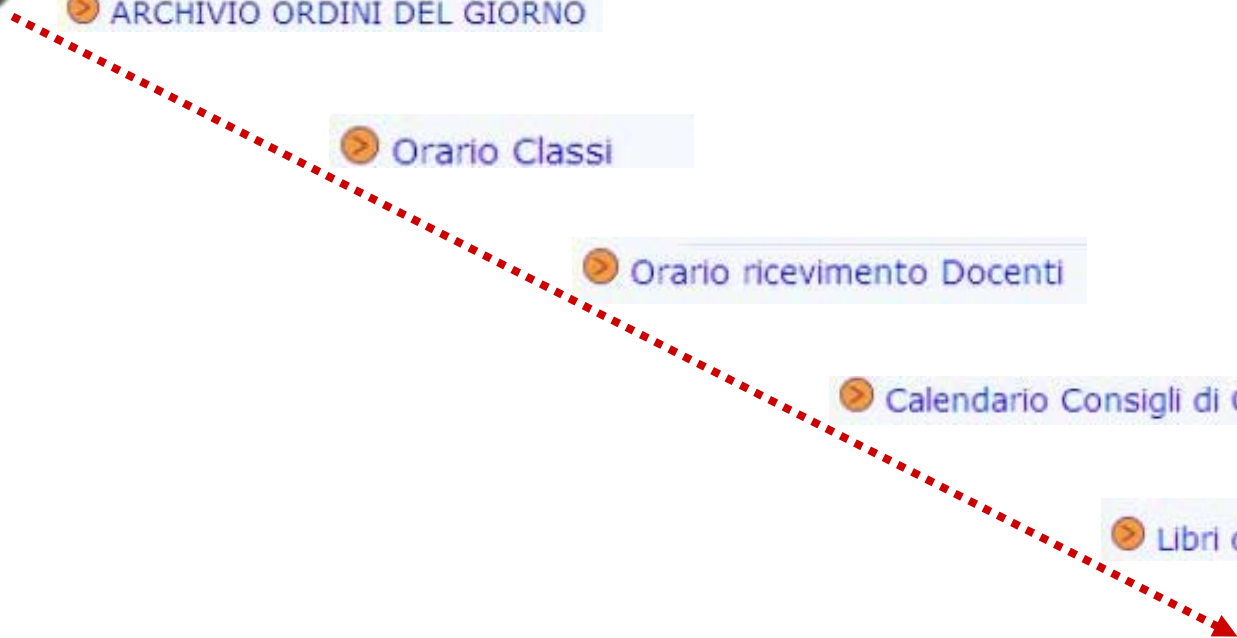 ARCHIVIO ORDINI DEL GIORNO
Orario Classi
Orario ricevimento Docenti
Calendario Consigli di
Libri